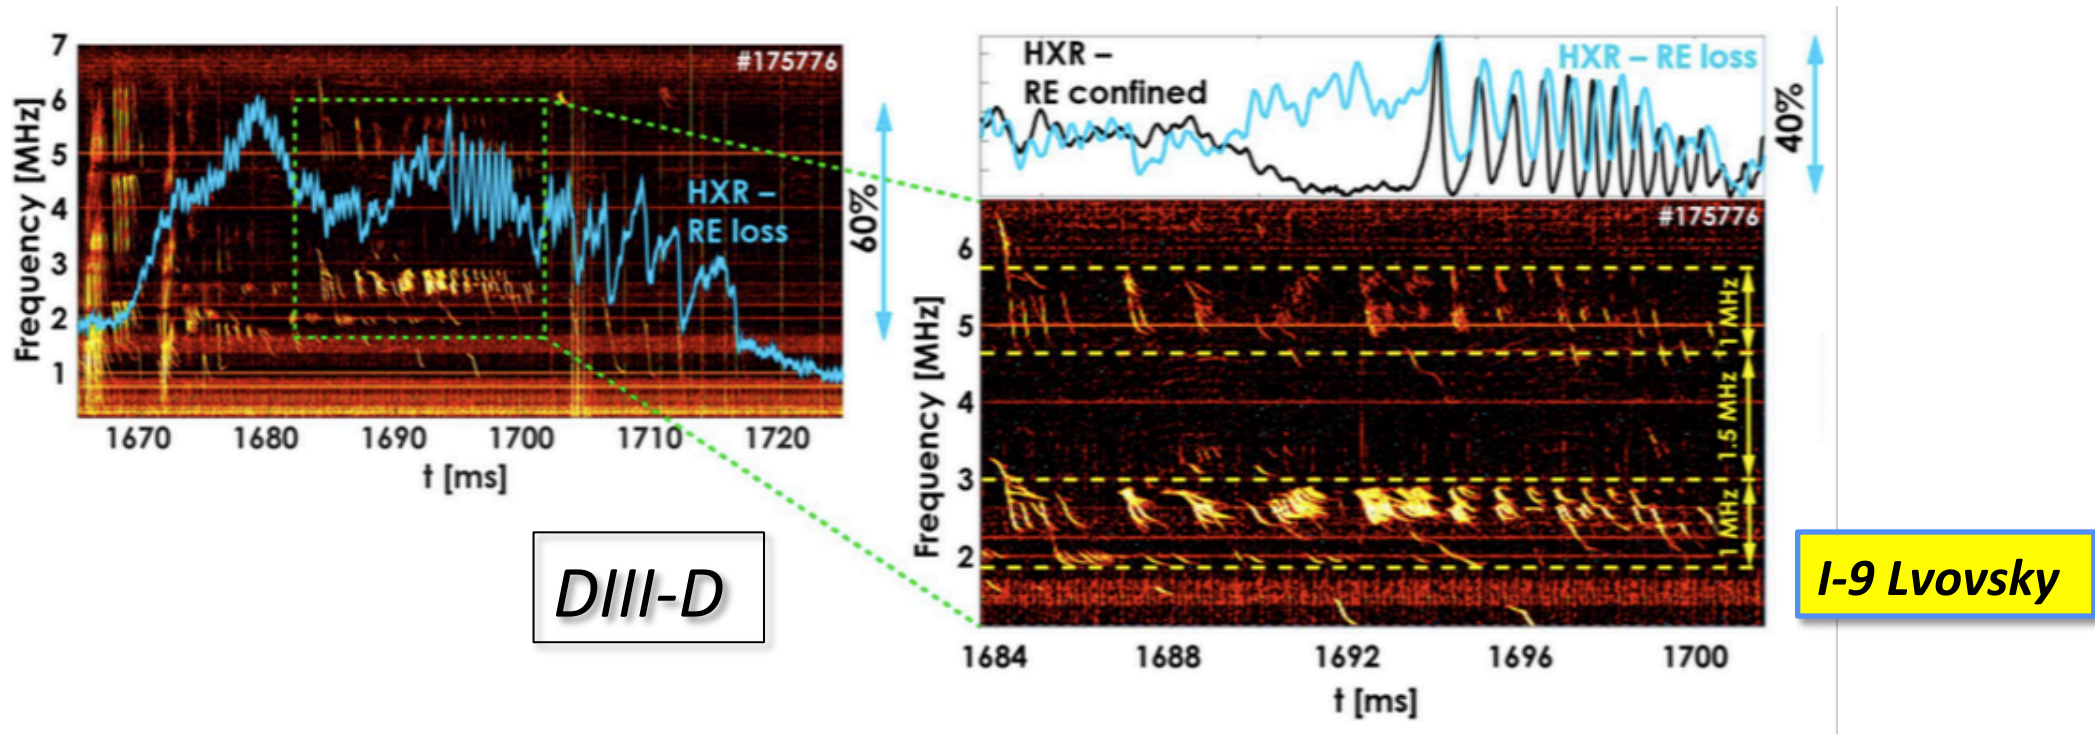 7
6
5
4
3
2
1
Frequency [MHz]
#175776
HXR –
RE loss
60%
1670 1680 1690 1700 1710 1720
t [ms]
DIII-D
HXR –
RE confined
HXR – RE loss
40%
#175776
6
5
4
3
2
Frequency [MHz]
1 MHz
1.5 MHz
1 MHz
1684 1688 1692 1696 1700
t [ms]
I-9 Lvovsky